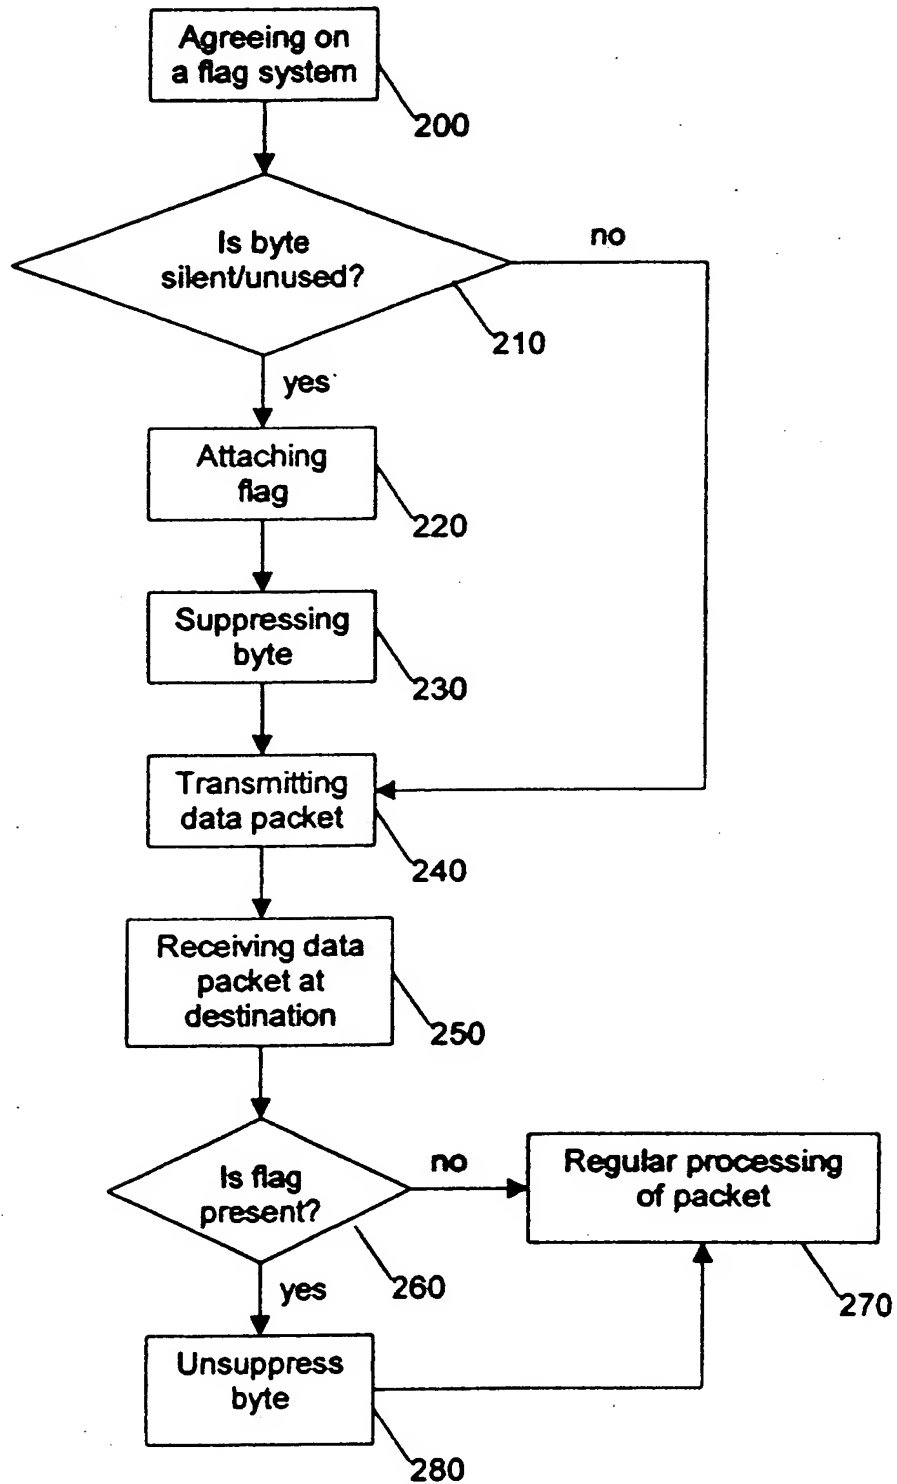 Agreeing on
a flag system
200
Is byte
silent/unused?
no
210
yes
Attaching
flag
220
Suppressing
byte
230
Transmitting
data packet
240
Receiving data
packet at
destination
250
Is flag
present?
no
Regular processing
of packet
260
yes
270
Unsuppress
byte
280